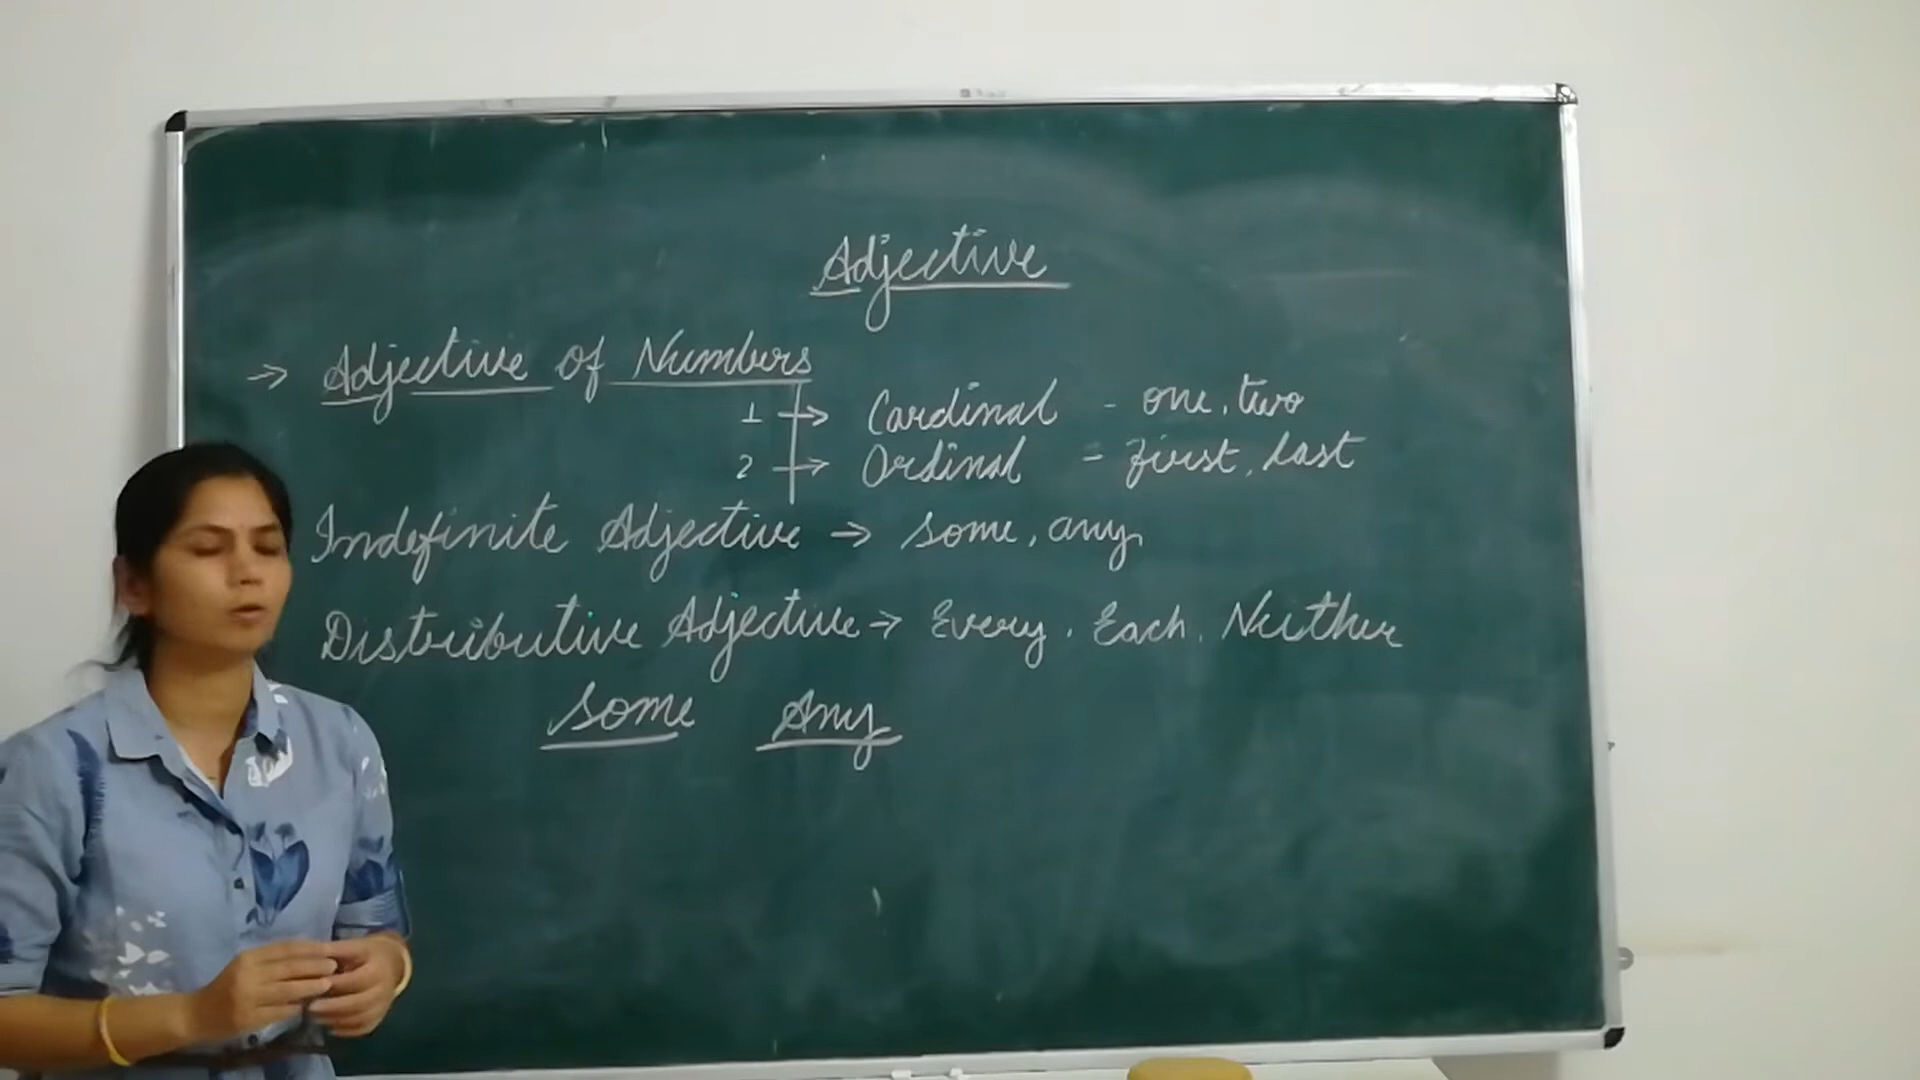 Adjective
→ Adjective of Numbers
1 → Cardinal - one, two
2 → Ordinal = first, last
Indefinite Adjective → some, any,
Distributive Adjective → Every, Each, Neither
Some Any